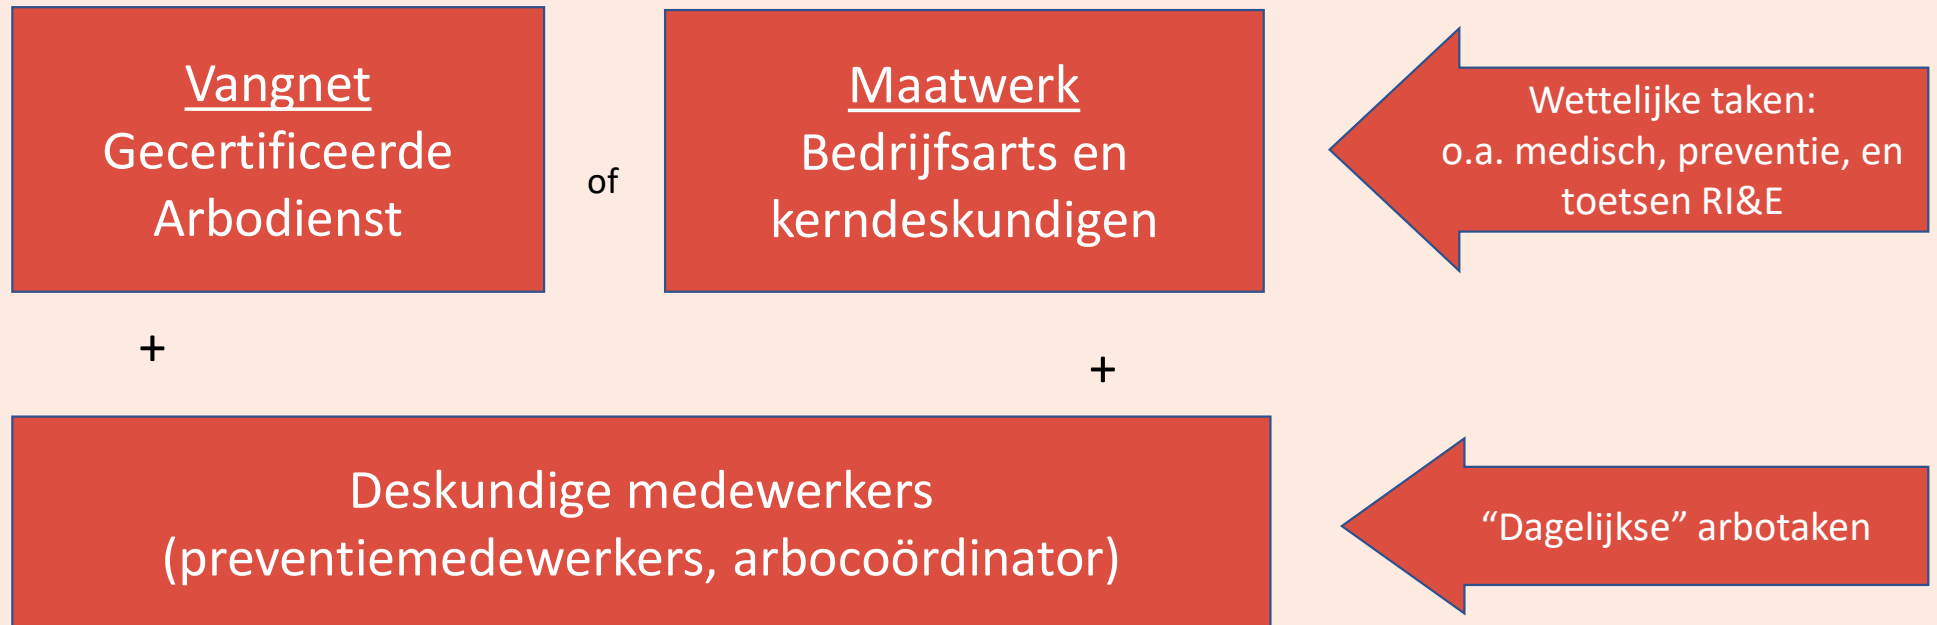 Vangnet
Gecertificeerde
Arbodienst
of
Maatwerk
Bedrijfsarts en
kerndeskundigen
Wettelijke taken:
o.a. medisch, preventie, en
toetsen RI&E
+
+
Deskundige medewerkers
(preventiemedewerkers, arbocoördinator)
“Dagelijkse” arbotaken